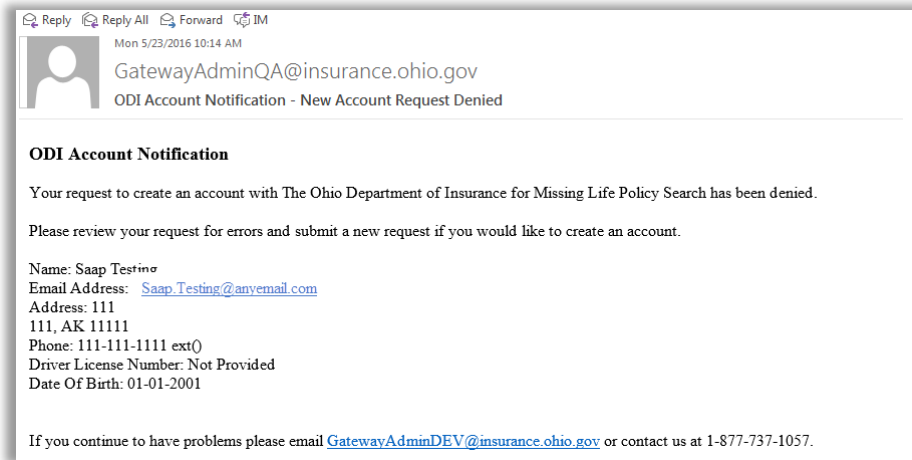 Reply Reply All Forward IM
Mon 5/23/2016 10:14 AM
GatewayAdminQA@insurance.ohio.gov
ODI Account Notification - New Account Request Denied
ODI Account Notification
Your request to create an account with The Ohio Department of Insurance for Missing Life Policy Search has been denied.
Please review your request for errors and submit a new request if you would like to create an account.
Name: Saap Testing
Email Address: Saap.Testing@anyemail.com
Address: 111
111, AK 11111
Phone: 111-111-1111 ext()
Driver License Number: Not Provided
Date Of Birth: 01-01-2001
If you continue to have problems please email GatewayAdminDEV@insurance.ohio.gov or contact us at 1-877-737-1057.